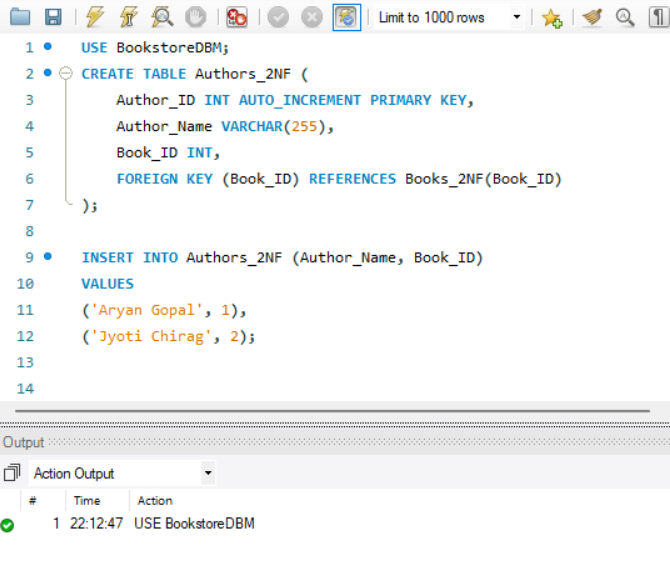 Limit to 1000 rows
1 USE BookstoreDBM;
2 CREATE TABLE Authors_2NF (
3 Author_ID INT AUTO_INCREMENT PRIMARY KEY,
4 Author_Name VARCHAR(255),
5 Book_ID INT,
6 FOREIGN KEY (Book_ID) REFERENCES Books_2NF(Book_ID)
7 );
8
9 INSERT INTO Authors_2NF (Author_Name, Book_ID)
10 VALUES
11 ('Aryan Gopal', 1),
12 ('Jyoti Chirag', 2);
13
14
Output
Action Output
# Time Action
1 22:12:47 USE BookstoreDBM